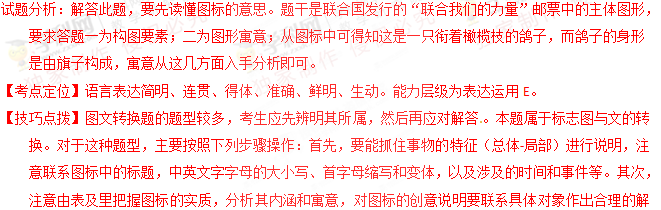 试题分析：解答此题，要先读懂图标的意思。题干是联合国发行的“联合我们的力量”邮票中的主体图形，
要求答题一为构图要素；二为图形寓意；从图标中可得知这是一只衔着橄榄枝的鸽子，而鸽子的身形
是由旗子构成，寓意从这几方面入手分析即可。
【考点定位】语言表达简明、连贯、得体、准确、鲜明、生动。能力层级为表达运用 E。
【技巧点拨】图文转换题的题型较多，考生应先辨明其所属，然后再应对解答.。本题属于标志图与文的转
换。对于这种题型，主要按照下列步骤操作：首先，要能抓住事物的特征（总体-局部）进行说明，注
意联系图标中的标题，中英文字字母的大小写、首字母缩写和变体，以及涉及的时间和事件等。其次，
注意由表及里把握图标的实质，分析其内涵和寓意，对图标的创意说明要联系具体对象作出合理的解